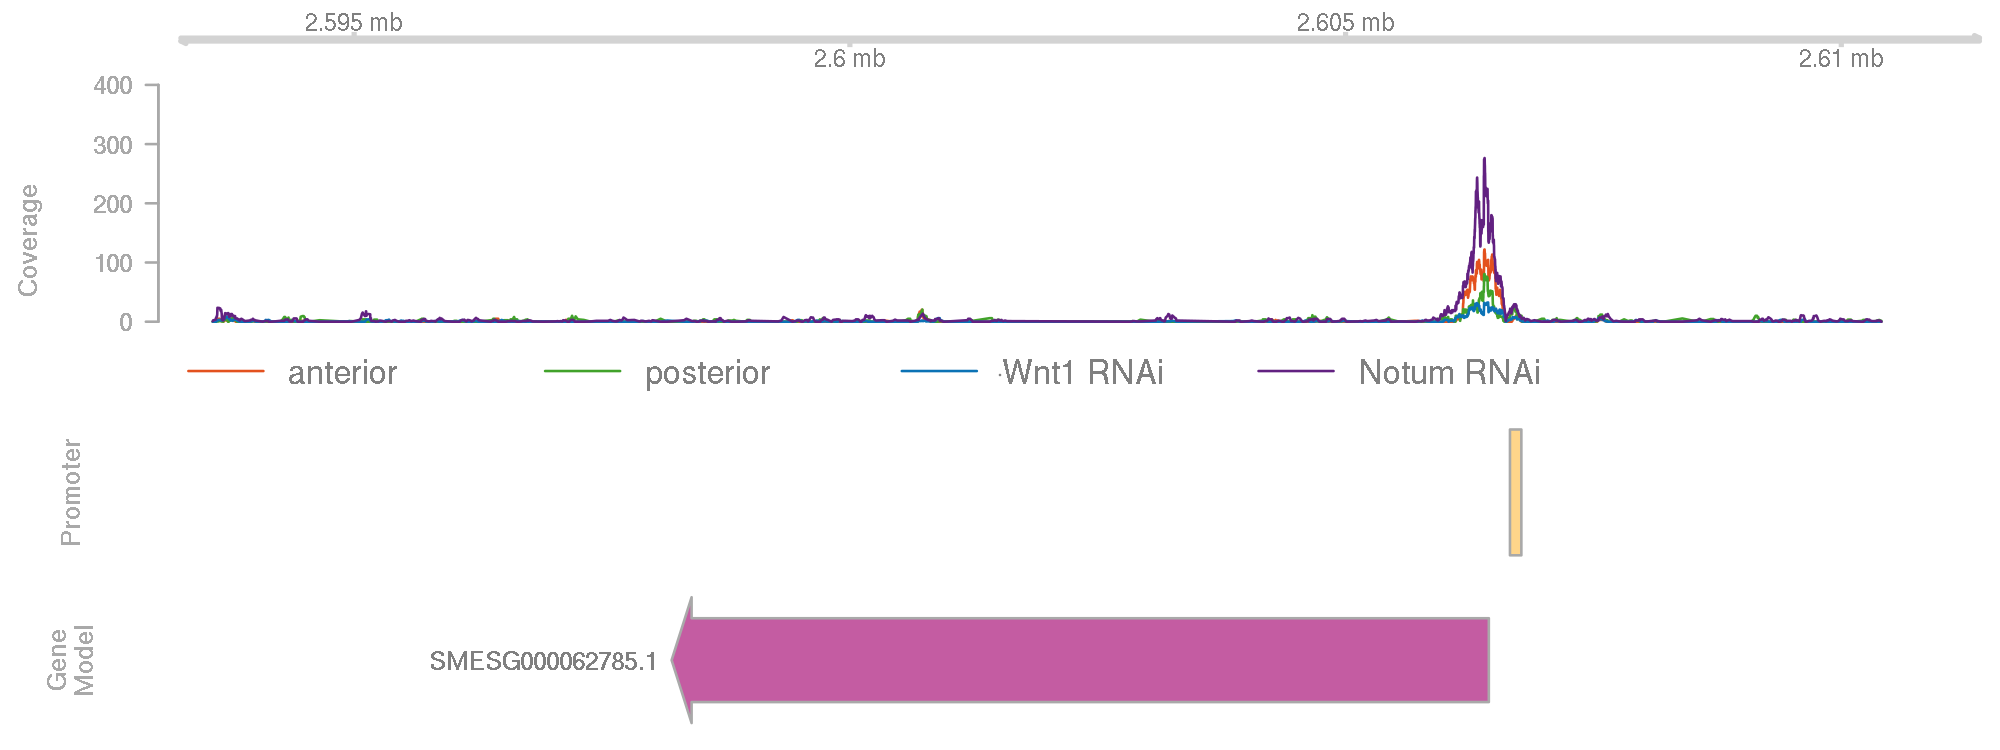 2.595 mb
2.605 mb
2.6 mb
2.61 mb
400
300
200
100
0
Coverage
anterior
posterior
Wnt1 RNAi
Notum RNAi
Promoter
Gene
Model
SMESG000062785.1